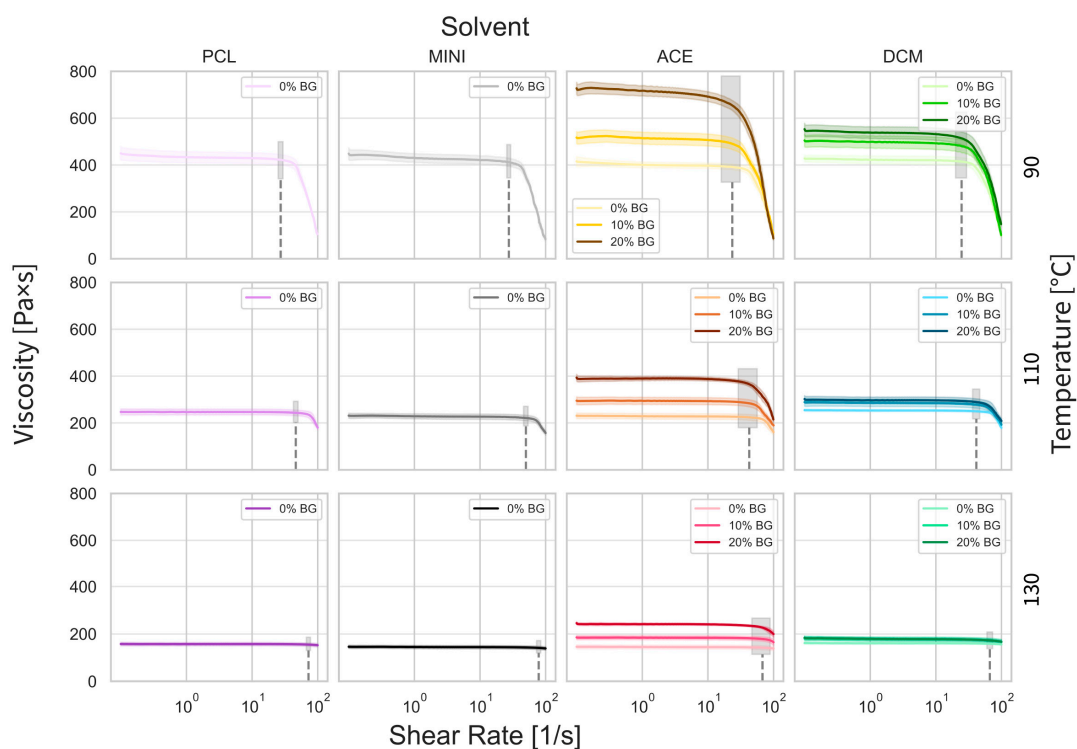 Solvent
PCL MINI ACE DCM
800
600
400
200
0
0% BG
0% BG
0% BG
10% BG
20% BG
0% BG
10% BG
20% BG
90
800
600
400
200
0
0% BG
0% BG
0% BG
10% BG
20% BG
0% BG
10% BG
20% BG
110
800
600
400
200
0
0% BG
0% BG
0% BG
10% BG
20% BG
0% BG
10% BG
20% BG
130
10⁰ 10¹ 10² 10⁰ 10¹ 10² 10⁰ 10¹ 10² 10⁰ 10¹ 10²
Viscosity [Pa×s]
Temperature [°C]
Shear Rate [1/s]